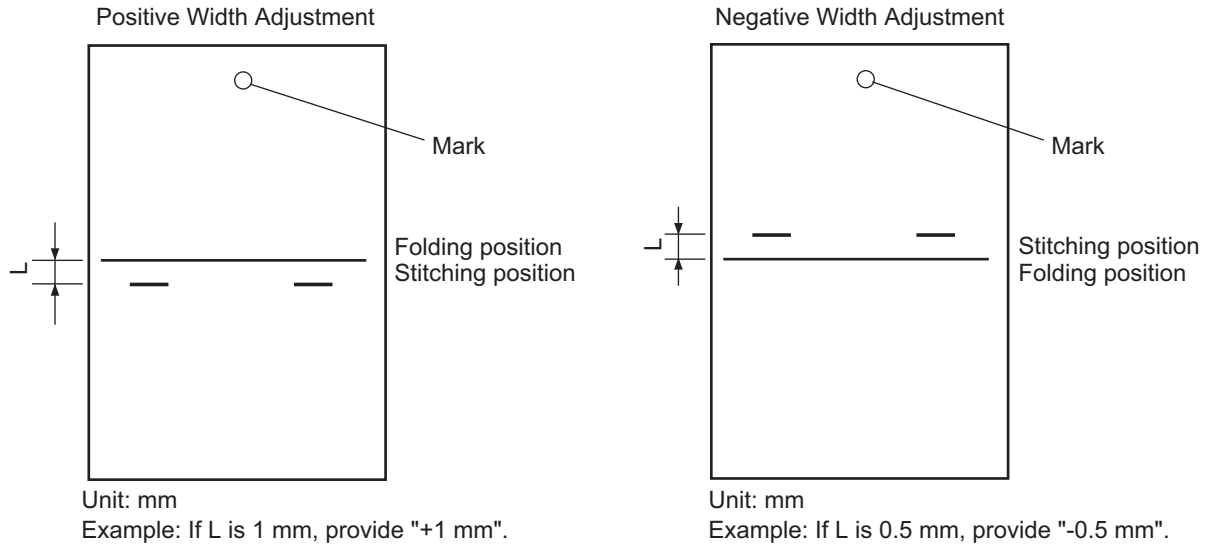 Positive Width Adjustment
Mark
L
Folding position
Stitching position
Unit: mm
Example: If L is 1 mm, provide "+1 mm".
Negative Width Adjustment
Mark
L
Stitching position
Folding position
Unit: mm
Example: If L is 0.5 mm, provide "-0.5 mm".